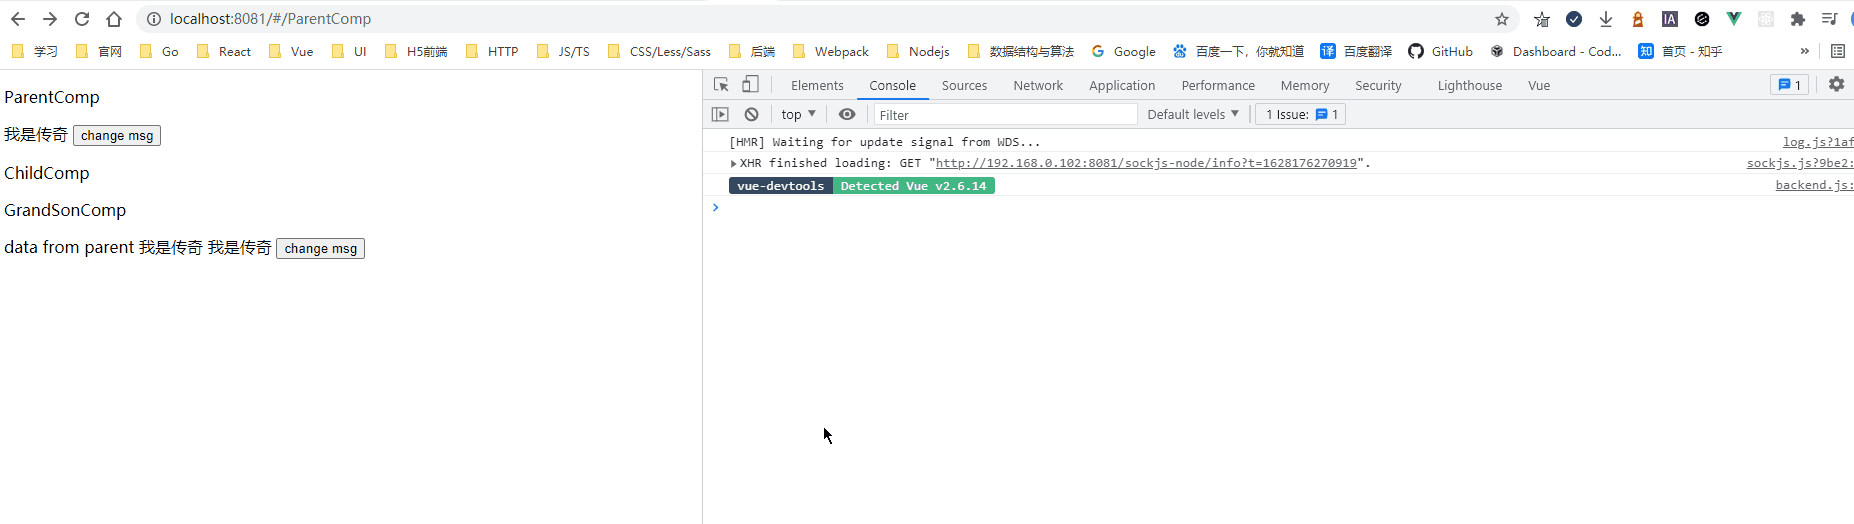 localhost:8081/#/ParentComp
学习 官网 Go React Vue UI H5前端 HTTP JS/TS CSS/Less/Sass 后端 Webpack Nodejs 数据结构与算法 Google 百度一下，你就知道 译 百度翻译 GitHub Dashboard - Cod... 知 首页 - 知乎 »
Elements Console Sources Network Application Performance Memory Security Lighthouse Vue 1
top Filter Default levels 1 Issue: 1
[HMR] Waiting for update signal from WDS... log.js?1af
XHR finished loading: GET "http://192.168.0.102:8081/sockjs-node/info?t=1628176270919". sockjs.js?9be2:
vue-devtools Detected Vue v2.6.14 backend.js:
ParentComp
我是传奇 change msg
ChildComp
GrandSonComp
data from parent 我是传奇 我是传奇 change msg